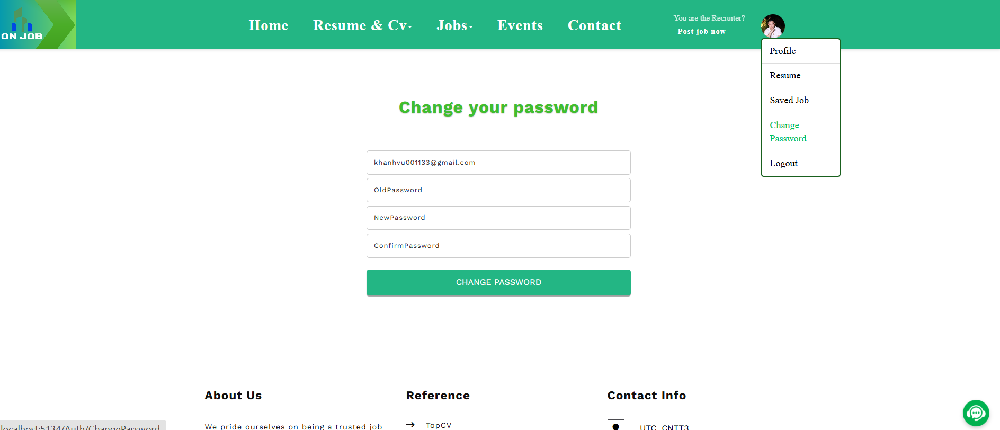 ON JOB
Home
Resume & Cv
Jobs
Events
Contact
You are the Recruiter?
Post job now
Profile
Resume
Saved Job
Change
Password
Logout
Change your password
khanhvu001133@gmail.com
OldPassword
NewPassword
ConfirmPassword
CHANGE PASSWORD
About Us
Reference
Contact Info
We pride ourselves on being a trusted job
TopCV
UTC, CNTT3
localhost:5134/Auth/ChangePassword